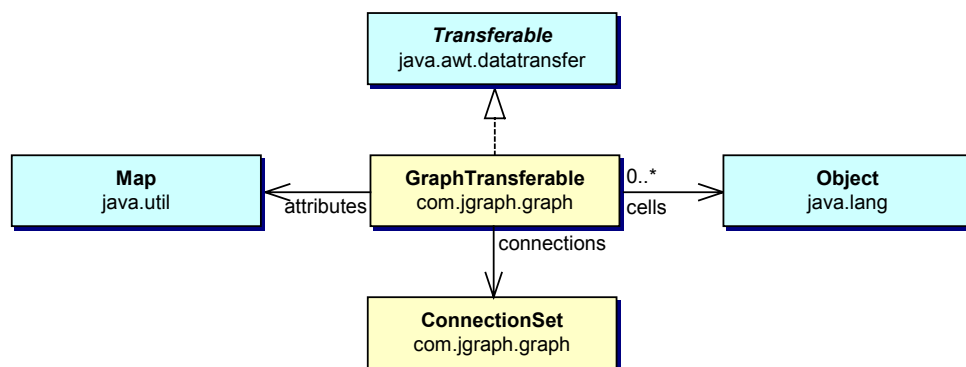 Transferable
java.awt.datatransfer
Map
java.util
attributes
GraphTransferable
com.jgraph.graph
0..*
cells
Object
java.lang
connections
ConnectionSet
com.jgraph.graph